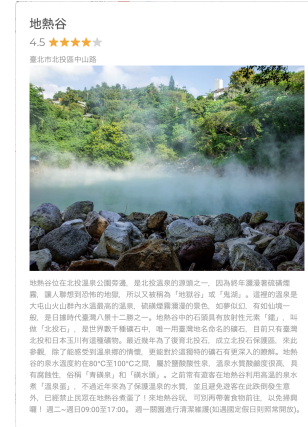 地熱谷
4.5
臺北市北投區中山路
地熱谷位在北投溫泉公園旁邊，是北投溫泉的源頭之一，因為終年瀰漫著硫磺煙
霧，讓人聯想到恐怖的地獄，所以又被稱為「地獄谷」或「鬼湖」。這裡的溫泉是
大屯山火山群內水溫最高的溫泉，硫磺煙霧瀰漫的景色，如夢似幻，有如仙境一
般，是日據時代臺灣八景十二勝之一。地熱谷中的石頭具有放射性元素「鐳」，叫
做「北投石」，是世界數千種礦石中，唯一用臺灣地名命名的礦石，目前只有臺灣
北投和日本玉川有這種礦物。最近幾年為了復育北投石，成立北投石保護區，來此
參觀，除了能感受到溫泉鄉的情懷，更能對於這獨特的礦石有更深入的瞭解。地熱
谷的泉水溫度約在80℃至100℃之間，屬於鹽酸酸性泉，溫泉水質酸鹼度很高，具
有腐蝕性，俗稱「青磺泉」和「磺水頭」。之前常有遊客在地熱谷利用高溫的泉水
煮「溫泉蛋」，不過近年來為了保護溫泉的水質，並且避免遊客在此跌倒發生意
外，已經禁止民眾在地熱谷煮蛋了！來地熱谷玩，可別再帶著食物前往，以免掃興
囉！ 週二~週日09:00至17:00。 週一關園進行清潔維護(如遇國定假日則照常開放)。